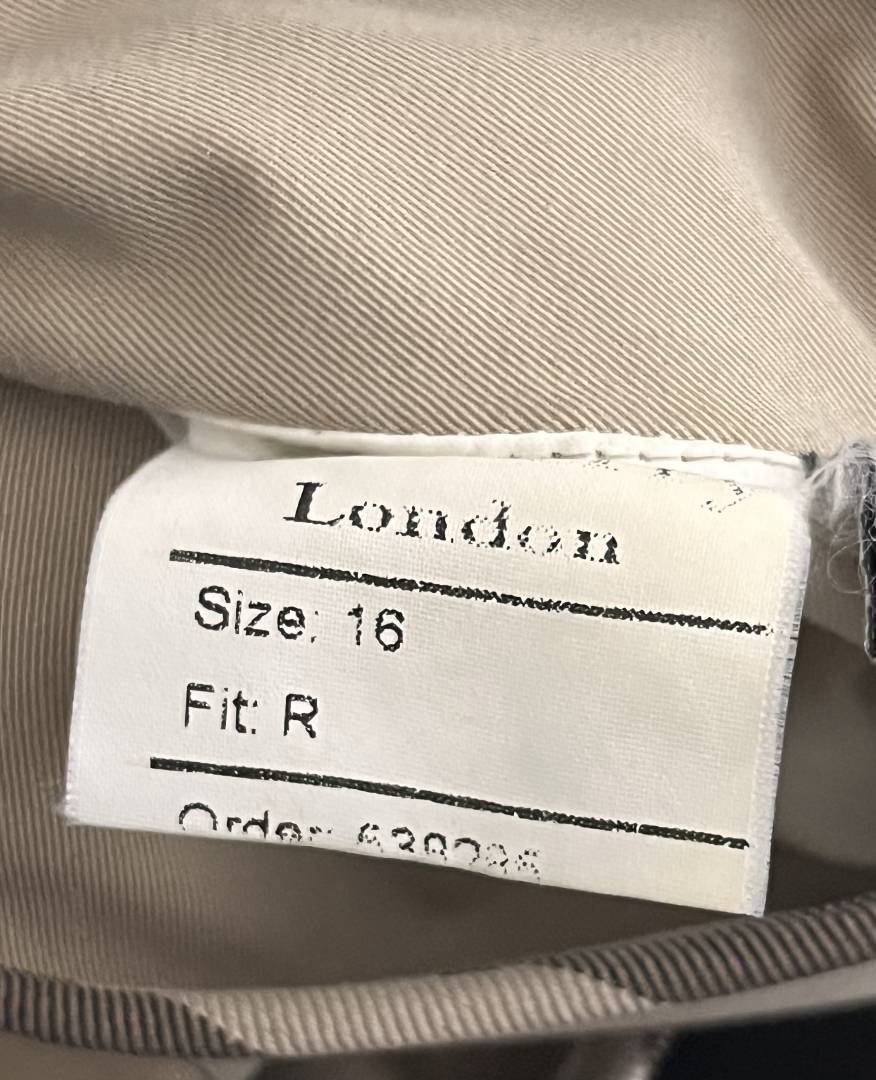 London
Size: 16
Fit: R
Order: